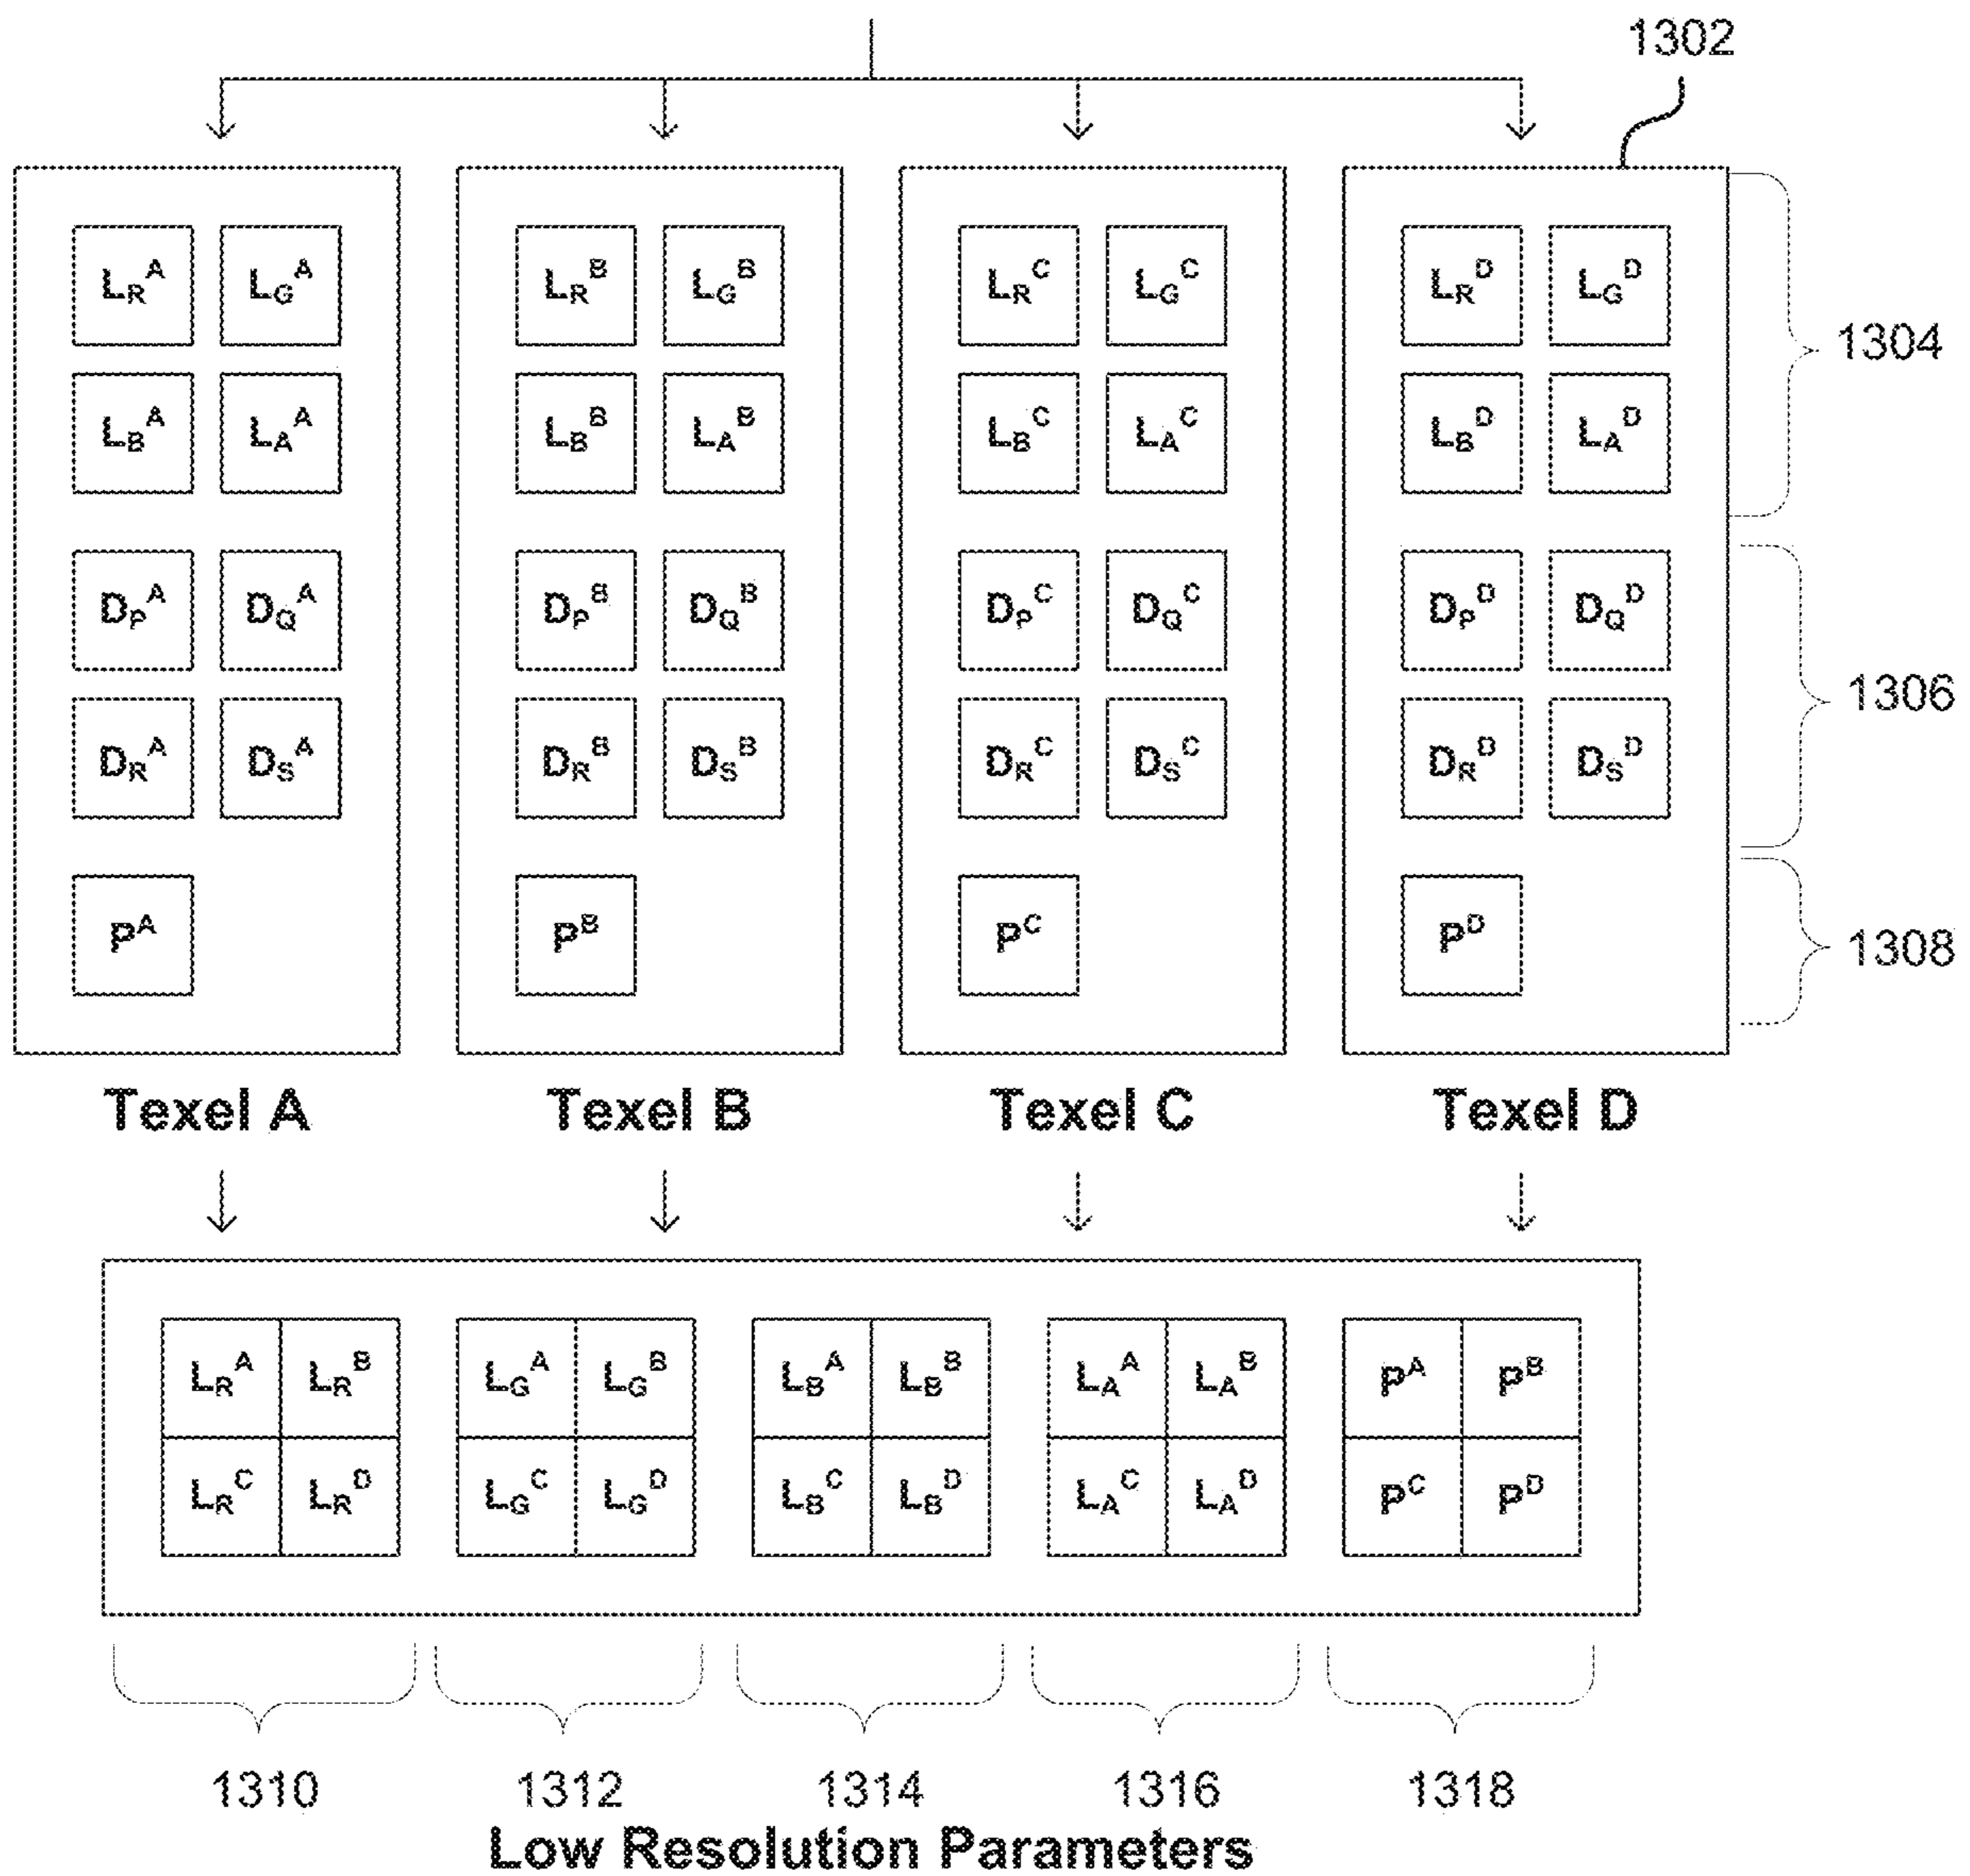 1302
L_R^A L_G^A L_R^B L_G^B L_R^C L_G^C L_R^D L_G^D
1304
L_B^A L_A^A L_B^B L_A^B L_B^C L_A^C L_B^D L_A^D
D_P^A D_Q^A D_P^B D_Q^B D_P^C D_Q^C D_P^D D_Q^D
1306
D_R^A D_S^A D_R^B D_S^B D_R^C D_S^C D_R^D D_S^D
P^A P^B P^C P^D
1308
Texel A Texel B Texel C Texel D
L_R^A L_R^B L_G^A L_G^B L_B^A L_B^B L_A^A L_A^B P^A P^B
L_R^C L_R^D L_G^C L_G^D L_B^C L_B^D L_A^C L_A^D P^C P^D
1310 1312 1314 1316 1318
Low Resolution Parameters